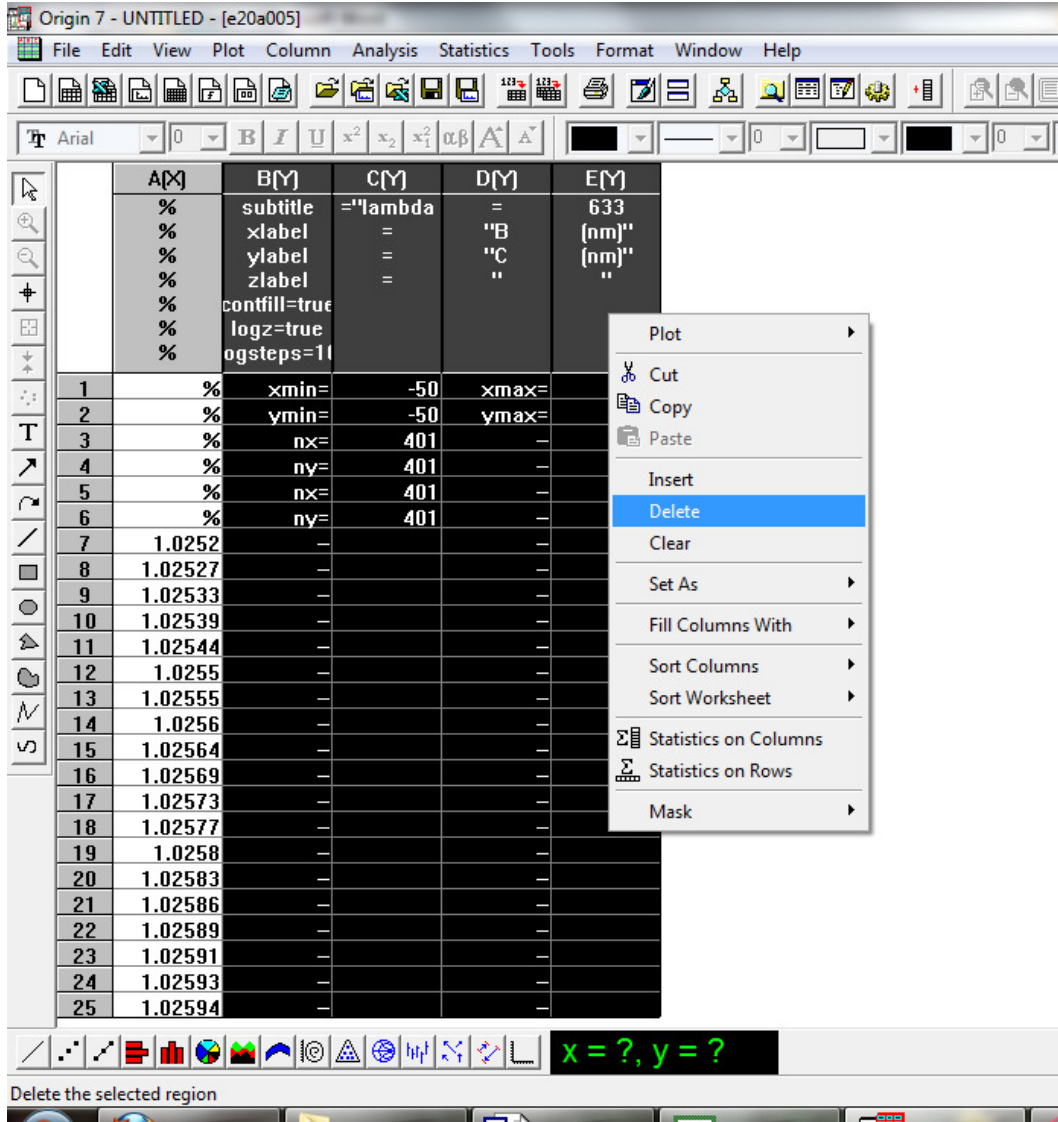 Origin 7 - UNTITLED - [e20a005]
File Edit View Plot Column Analysis Statistics Tools Format Window Help
Arial 0 B I U x² x₂ αβ A A 0 0
A(X) B(Y) C(Y) D(Y) E(Y)
% subtitle ="lambda = 633
% xlabel = "B (nm)"
% ylabel = "C (nm)"
% zlabel = " "
% contfill=true
% logz=true
% ogsteps=10
1 % xmin= -50 xmax=
2 % ymin= -50 ymax=
3 % nx= 401 –
4 % ny= 401 –
5 % nx= 401 –
6 % ny= 401 –
7 1.0252 – –
8 1.02527 – –
9 1.02533 – –
10 1.02539 – –
11 1.02544 – –
12 1.0255 – –
13 1.02555 – –
14 1.0256 – –
15 1.02564 – –
16 1.02569 – –
17 1.02573 – –
18 1.02577 – –
19 1.0258 – –
20 1.02583 – –
21 1.02586 – –
22 1.02589 – –
23 1.02591 – –
24 1.02593 – –
25 1.02594 – –
Plot
Cut
Copy
Paste
Insert
Delete
Clear
Set As
Fill Columns With
Sort Columns
Sort Worksheet
Statistics on Columns
Statistics on Rows
Mask
x = ?, y = ?
Delete the selected region